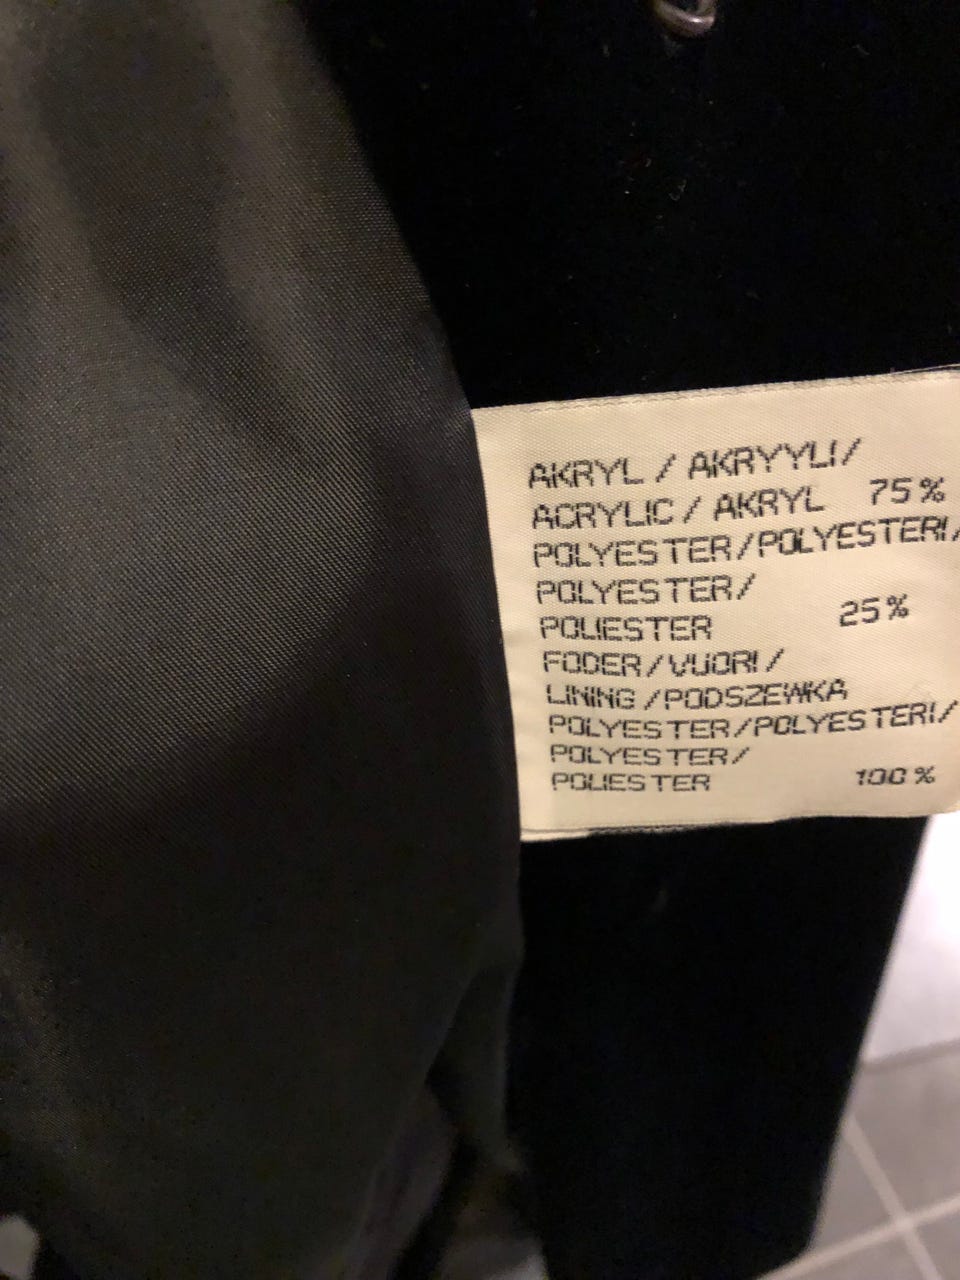 AKRYL / AKRYYLI /
ACRYLIC / AKRYL 75%
POLYESTER/POLYESTERI/
POLYESTER/
POLIESTER 25%
FODER/VUORI/
LINING/PODSZEWKA
POLYESTER/POLYESTERI/
POLYESTER/
POLIESTER 100%